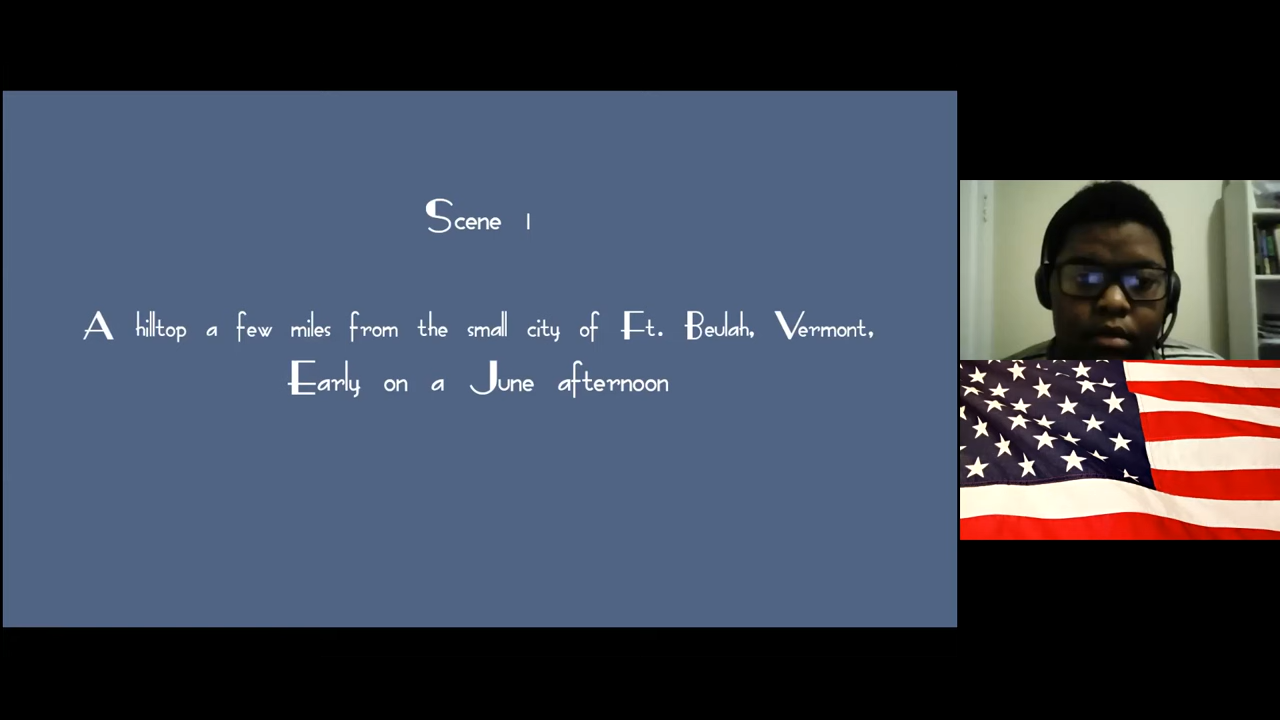 Scene 1
A hilltop a few miles from the small city of Ft. Beulah, Vermont,
Early on a June afternoon